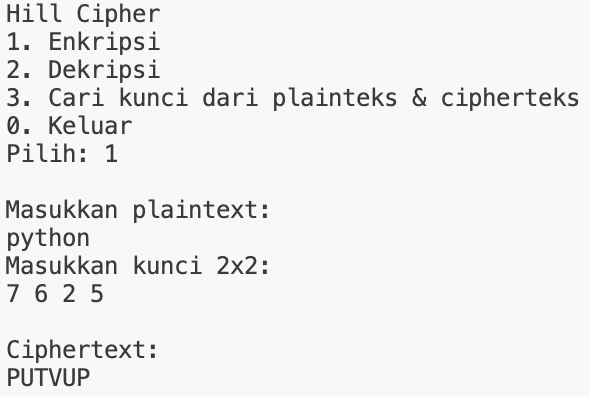 Hill Cipher
1. Enkripsi
2. Dekripsi
3. Cari kunci dari plainteks & cipherteks
0. Keluar
Pilih: 1
Masukkan plaintext:
python
Masukkan kunci 2x2:
7 6 2 5
Ciphertext:
PUTVUP